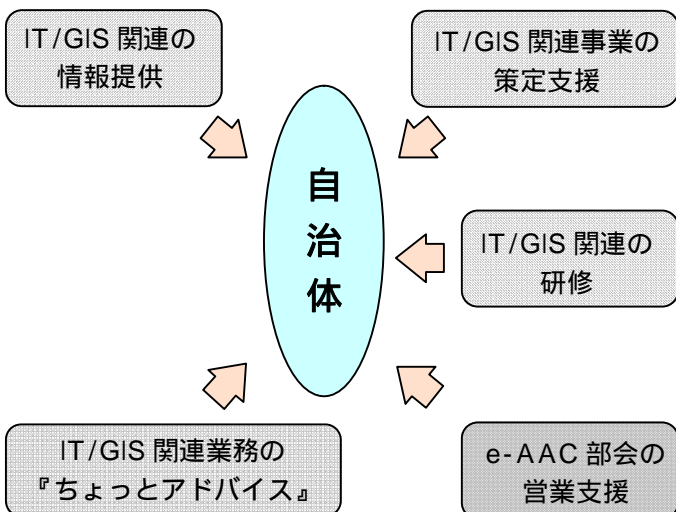 IT/GIS 関連の
情報提供
IT/GIS 関連事業の
策定支援
自
治
体
IT/GIS 関連の
研修
IT/GIS 関連業務の
『ちょっとアドバイス』
e-AAC 部会の
営業支援